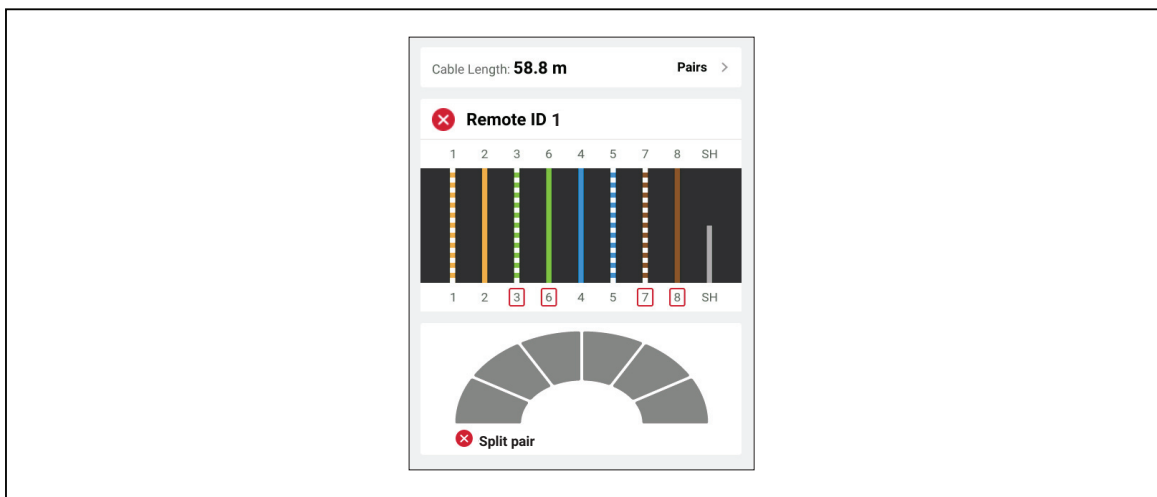 Cable Length: 58.8 m Pairs >
Remote ID 1
1 2 3 6 4 5 7 8 SH
1 2 3 6 4 5 7 8 SH
Split pair